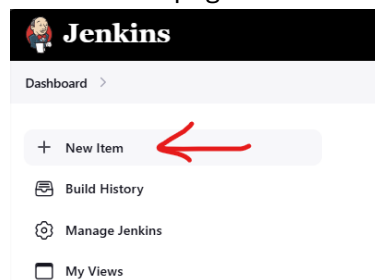 Jenkins
Dashboard >
+ New Item
Build History
Manage Jenkins
My Views